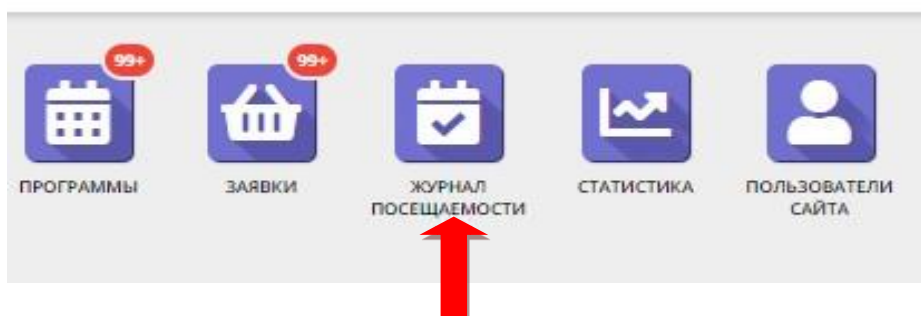 99+
99+
ПРОГРАММЫ
ЗАЯВКИ
ЖУРНАЛ
ПОСЕЩАЕМОСТИ
СТАТИСТИКА
ПОЛЬЗОВАТЕЛИ
САЙТА